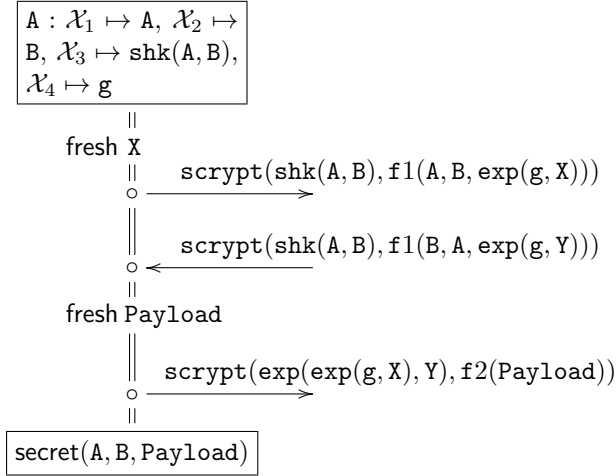 A : 𝒳₁ ↦ A, 𝒳₂ ↦
B, 𝒳₃ ↦ shk(A, B),
𝒳₄ ↦ g
fresh X
scrypt(shk(A, B), f1(A, B, exp(g, X)))
scrypt(shk(A, B), f1(B, A, exp(g, Y)))
fresh Payload
scrypt(exp(exp(g, X), Y), f2(Payload))
secret(A, B, Payload)